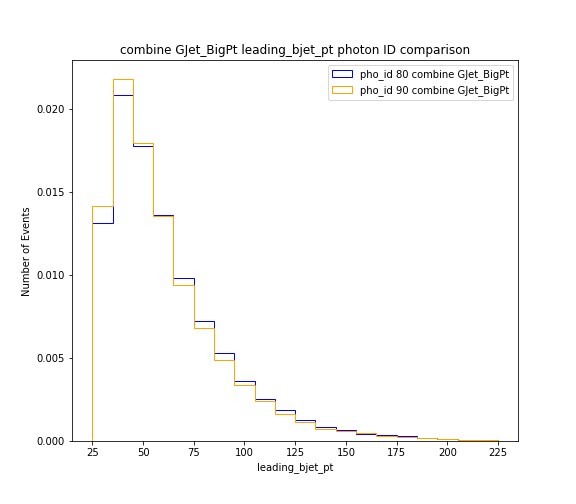 combine GJet_BigPt leading_bjet_pt photon ID comparison
pho_id 80 combine GJet_BigPt
pho_id 90 combine GJet_BigPt
Number of Events
0.020
0.015
0.010
0.005
0.000
25 50 75 100 125 150 175 200 225
leading_bjet_pt